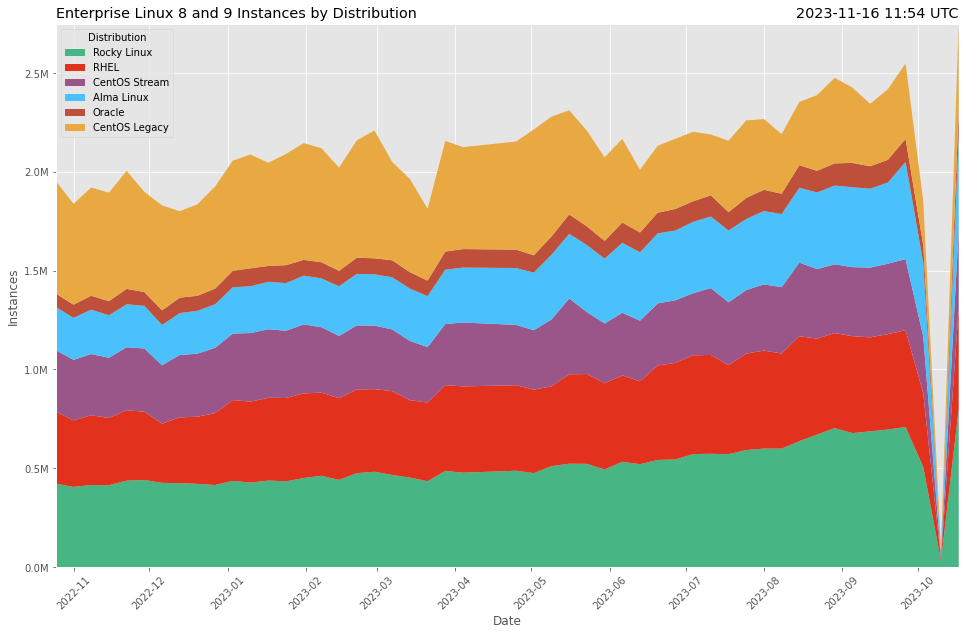 Enterprise Linux 8 and 9 Instances by Distribution
2023-11-16 11:54 UTC
Distribution
Rocky Linux
RHEL
CentOS Stream
Alma Linux
Oracle
CentOS Legacy
2.5M
2.0M
1.5M
1.0M
0.5M
0.0M
Instances
2022-11
2022-12
2023-01
2023-02
2023-03
2023-04
2023-05
2023-06
2023-07
2023-08
2023-09
2023-10
Date